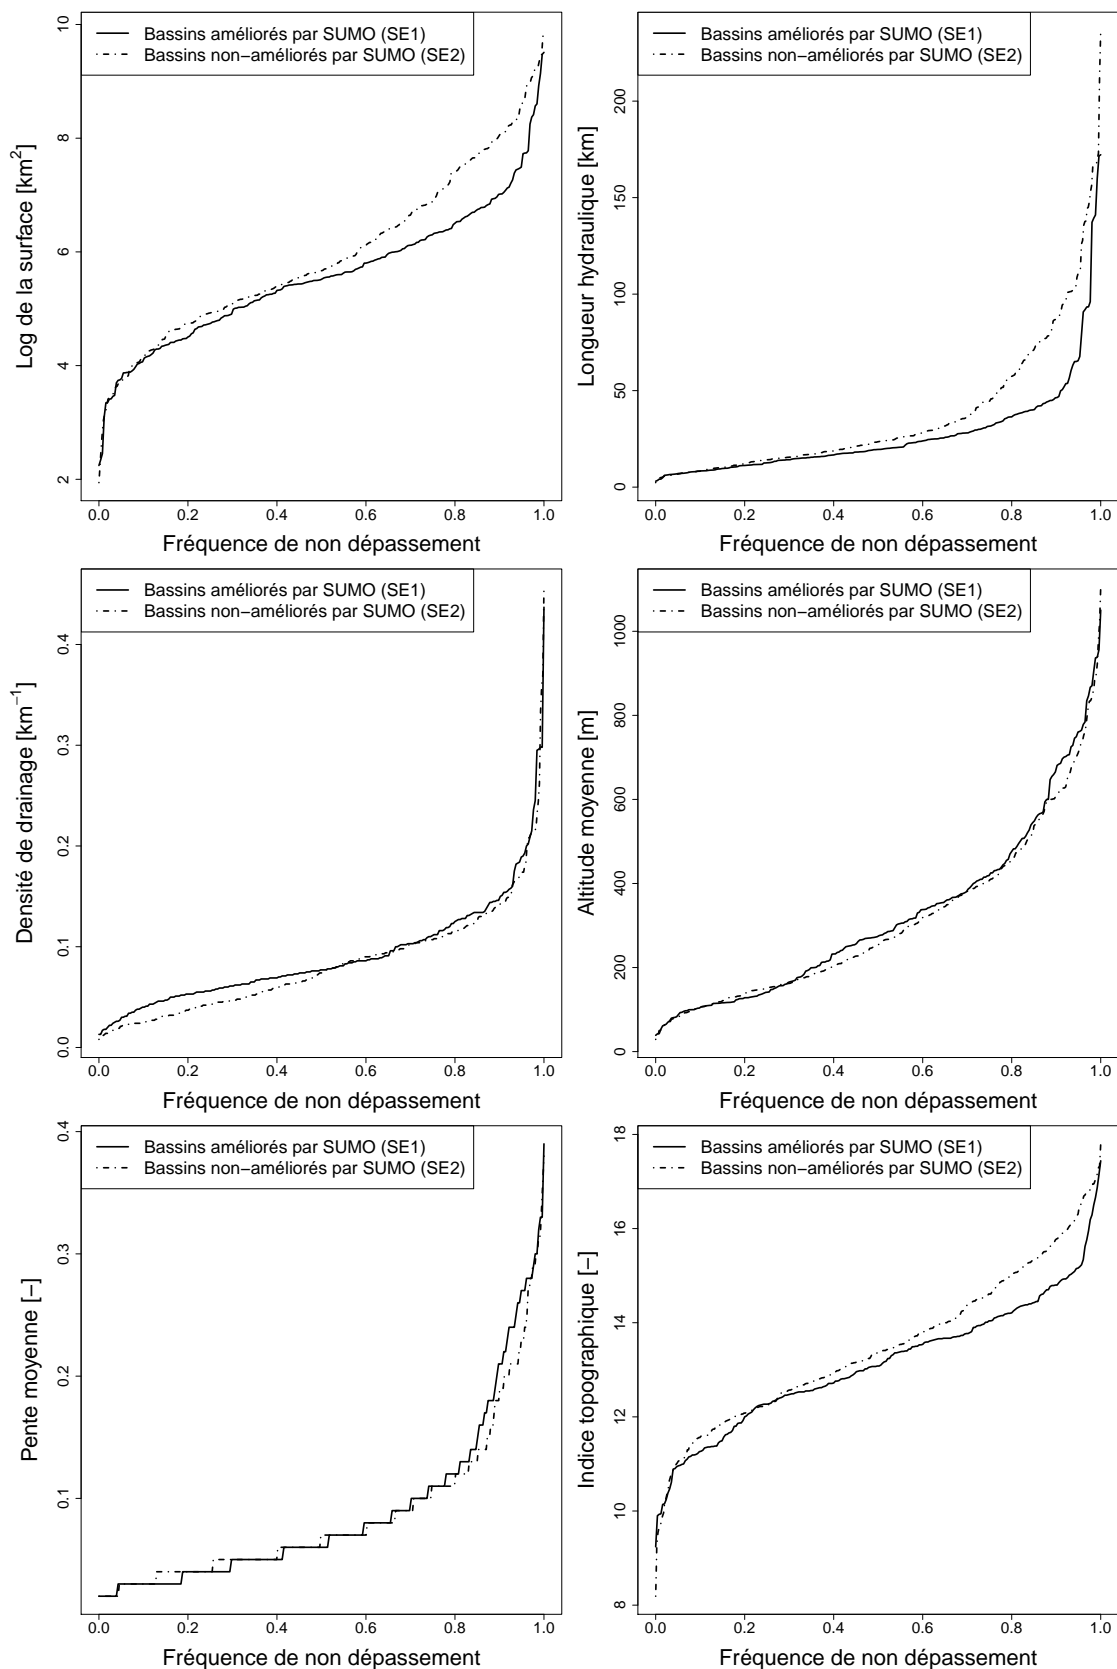 Bassins améliorés par SUMO (SE1)
Bassins non−améliorés par SUMO (SE2)
Log de la surface [km²]
10
8
6
4
2
0.0 0.2 0.4 0.6 0.8 1.0
Fréquence de non dépassement
Bassins améliorés par SUMO (SE1)
Bassins non−améliorés par SUMO (SE2)
Longueur hydraulique [km]
200
150
100
50
0
0.0 0.2 0.4 0.6 0.8 1.0
Fréquence de non dépassement
Bassins améliorés par SUMO (SE1)
Bassins non−améliorés par SUMO (SE2)
Densité de drainage [km⁻¹]
0.4
0.3
0.2
0.1
0.0
0.0 0.2 0.4 0.6 0.8 1.0
Fréquence de non dépassement
Bassins améliorés par SUMO (SE1)
Bassins non−améliorés par SUMO (SE2)
Altitude moyenne [m]
1000
800
600
400
200
0
0.0 0.2 0.4 0.6 0.8 1.0
Fréquence de non dépassement
Bassins améliorés par SUMO (SE1)
Bassins non−améliorés par SUMO (SE2)
Pente moyenne [−]
0.4
0.3
0.2
0.1
0.0 0.2 0.4 0.6 0.8 1.0
Fréquence de non dépassement
Bassins améliorés par SUMO (SE1)
Bassins non−améliorés par SUMO (SE2)
Indice topographique [−]
18
16
14
12
10
8
0.0 0.2 0.4 0.6 0.8 1.0
Fréquence de non dépassement